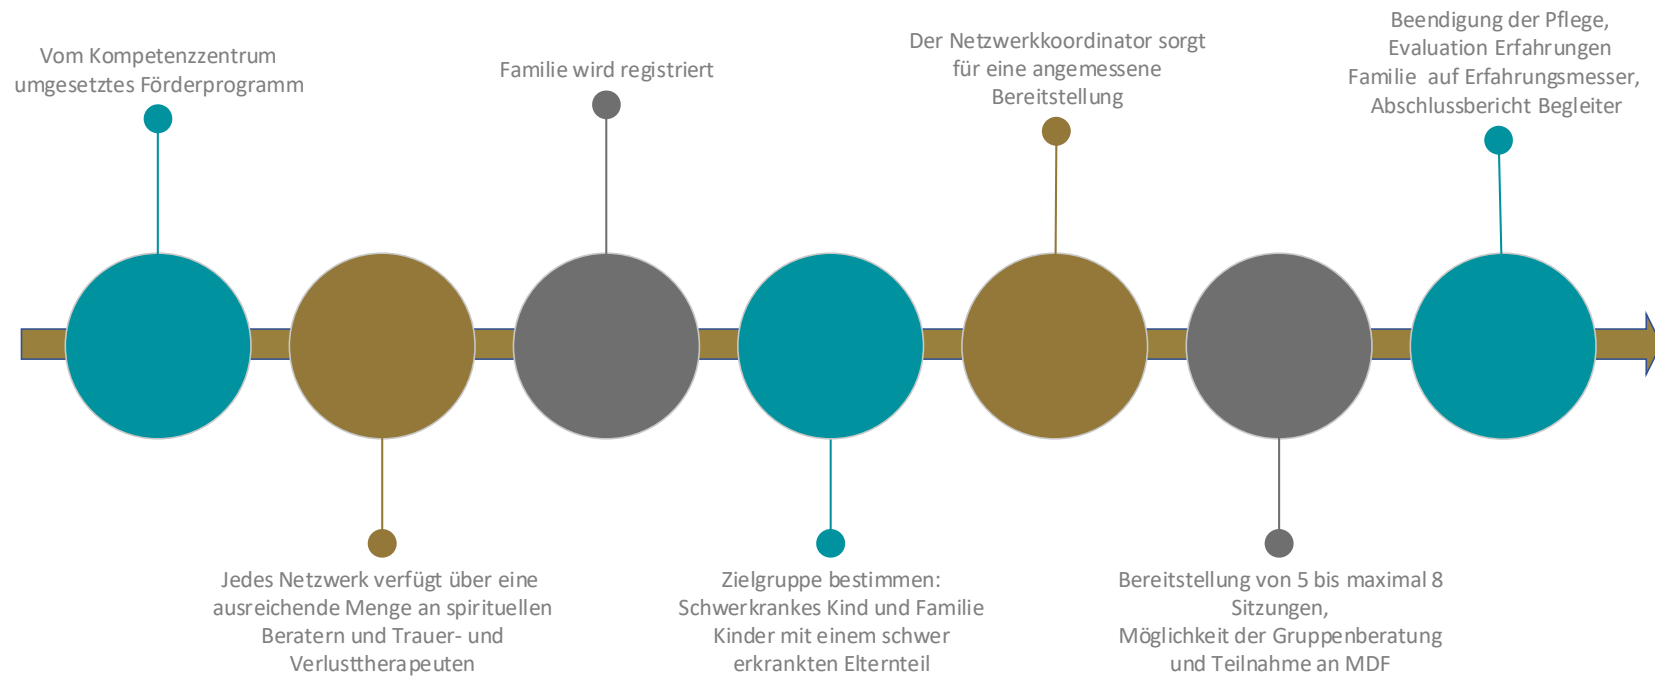 Vom Kompetenzzentrum
umgesetztes Förderprogramm
Jedes Netzwerk verfügt über eine
ausreichende Menge an spirituellen
Beratern und Trauer- und
Verlusttherapeuten
Familie wird registriert
Zielgruppe bestimmen:
Schwerkrankes Kind und Familie
Kinder mit einem schwer
erkrankten Elternteil
Der Netzwerkkoordinator sorgt
für eine angemessene
Bereitstellung
Bereitstellung von 5 bis maximal 8
Sitzungen,
Möglichkeit der Gruppenberatung
und Teilnahme an MDF
Beendigung der Pflege,
Evaluation Erfahrungen
Familie auf Erfahrungsmesser,
Abschlussbericht Begleiter